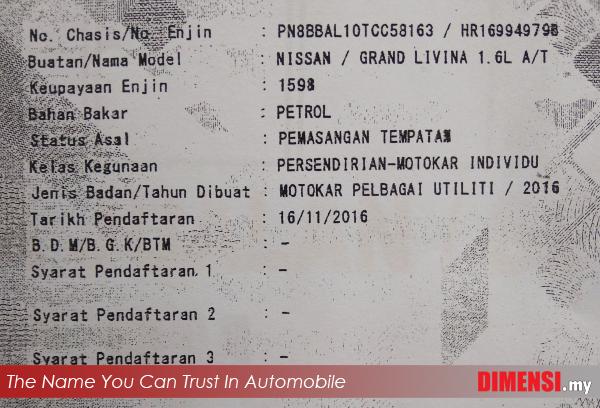 No. Chasis/No. Enjin : PN8BBAL10TCC58163 / HR16994979B
Buatan/Nama Model : NISSAN / GRAND LIVINA 1.6L A/T
Keupayaan Enjin : 1598
Bahan Bakar : PETROL
Status Asal : PEMASANGAN TEMPATAN
Kelas Kegunaan : PERSENDIRIAN-MOTOKAR INDIVIDU
Jenis Badan/Tahun Dibuat : MOTOKAR PELBAGAI UTILITI / 2016
Tarikh Pendaftaran : 16/11/2016
B.D.M/B.G.K/BTM : -
Syarat Pendaftaran 1 : -
Syarat Pendaftaran 2 : -
Syarat Pendaftaran 3 : -
The Name You Can Trust In Automobile
DIMENSI.my